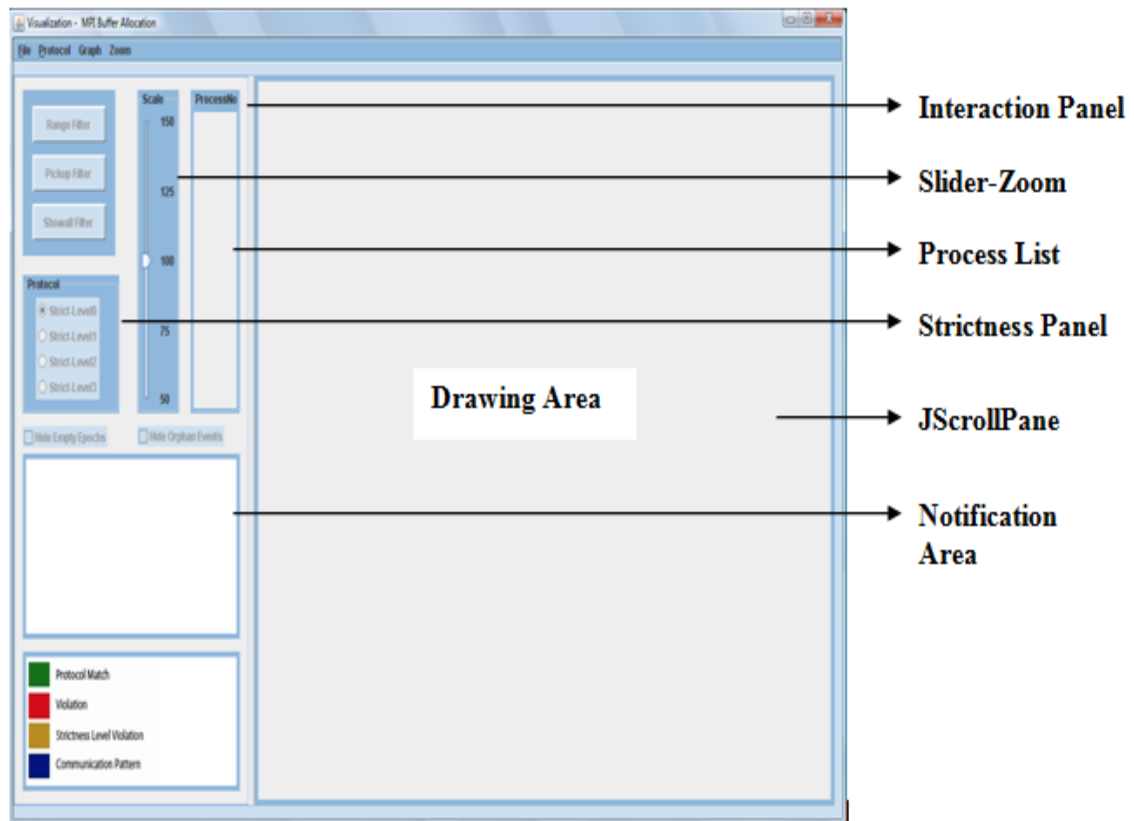 Visualization - MPI Buffer Allocation
File Protocol Graph Zoom
Range Filter
Pickup Filter
Showall Filter
Scale
150
125
100
75
50
ProcessNo
Protocol
Strict-Level0
Strict-Level1
Strict-Level2
Strict-Level3
Hide Empty Epochs
Hide Orphan Events
Protocol Match
Violation
Strictness Level Violation
Communication Pattern
Drawing Area
Interaction Panel
Slider-Zoom
Process List
Strictness Panel
JScrollPane
Notification
Area